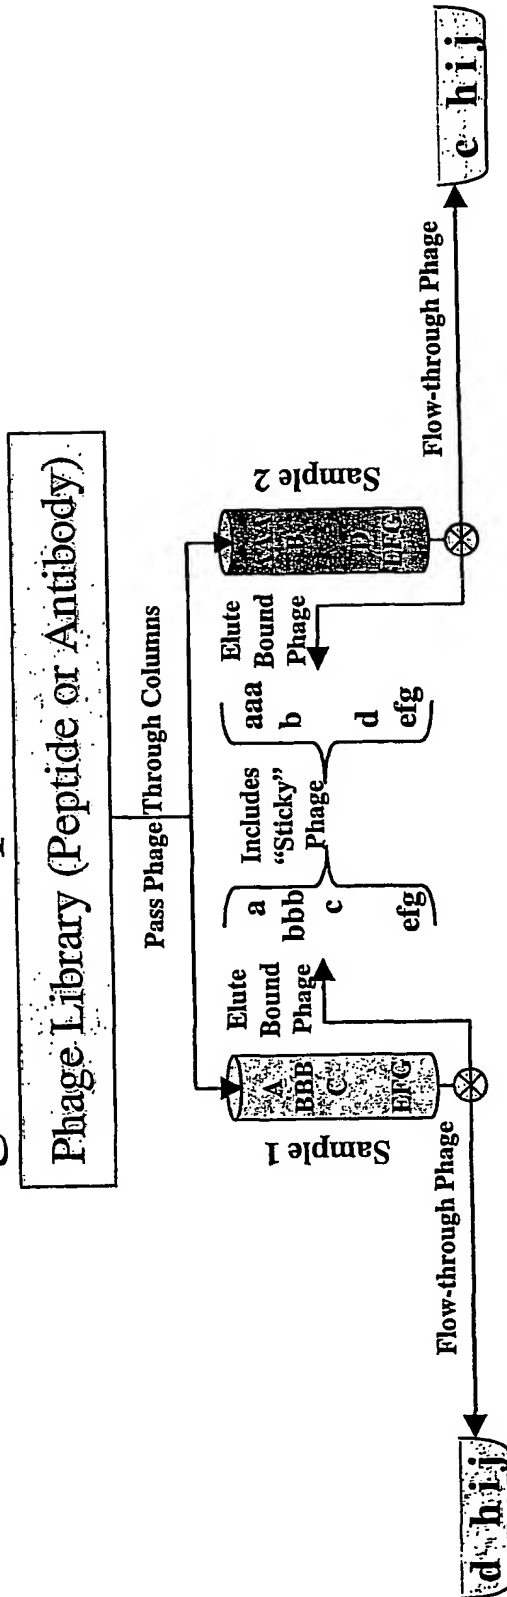 Phage Library (Peptide or Antibody)
Pass Phage Through Columns
Sample 1
A
BBB
C
EFG
Elute
Bound
Phage
a
bbb
c
efg
Includes
“Sticky”
Phage
aaa
b
d
efg
Elute
Bound
Phage
Sample 2
AAA
B
D
EFG
Flow-through Phage
Flow-through Phage
d h i j
c h i j